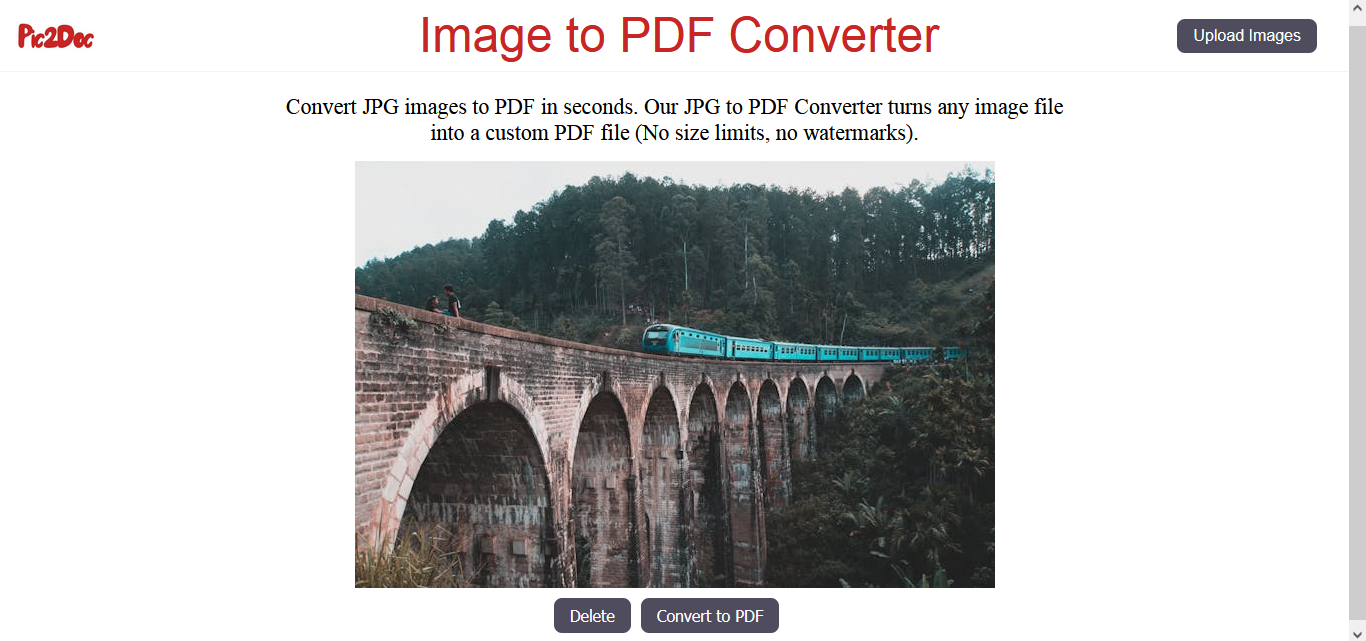 Pic2Doc
Image to PDF Converter
Upload Images
Convert JPG images to PDF in seconds. Our JPG to PDF Converter turns any image file
into a custom PDF file (No size limits, no watermarks).
Delete
Convert to PDF